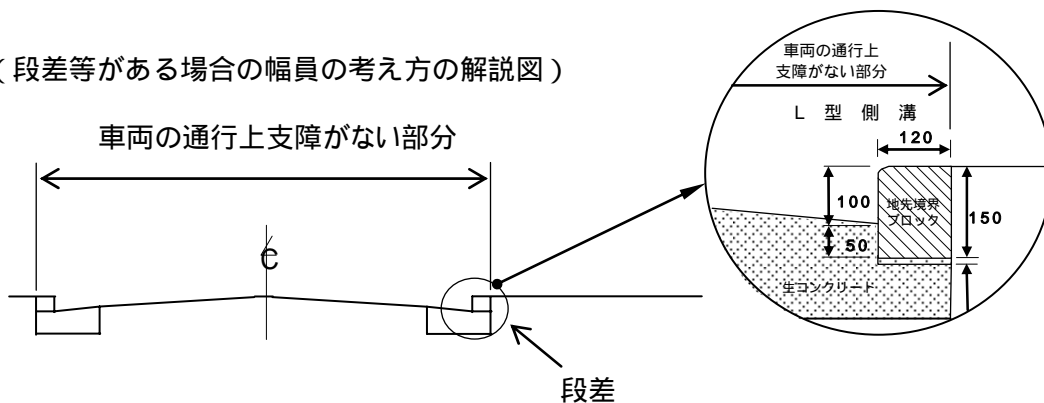 (段差等がある場合の幅員の考え方の解説図)
車両の通行上支障がない部分
℄
段差
車両の通行上
支障がない部分
L 型 側 溝
120
100
地先境界
ブロック
150
50
生コンクリート